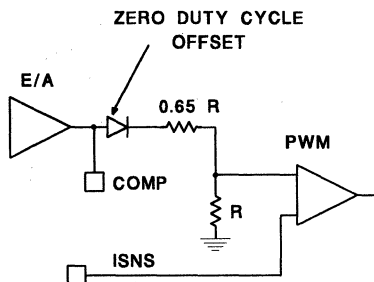 ZERO DUTY CYCLE
OFFSET
E/A
0.65 R
PWM
COMP
R
ISNS